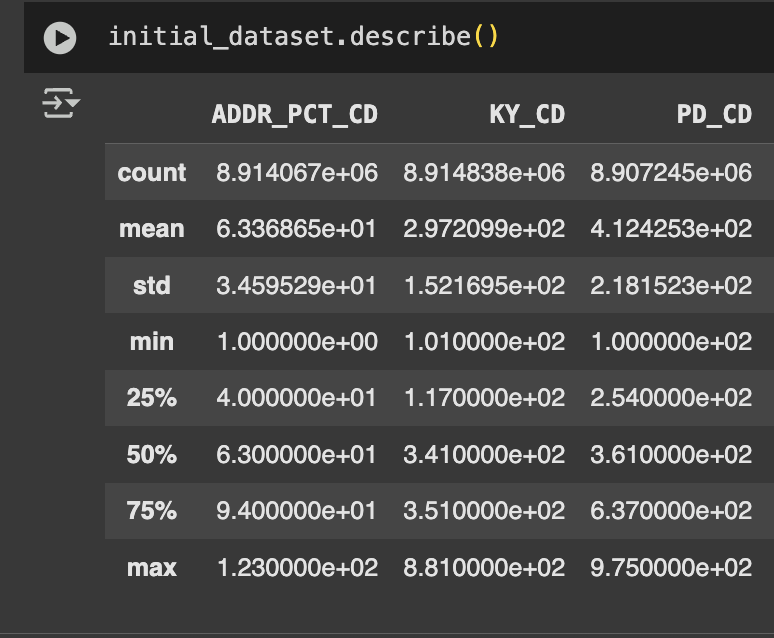 initial_dataset.describe()
ADDR_PCT_CD KY_CD PD_CD
count 8.914067e+06 8.914838e+06 8.907245e+06
mean 6.336865e+01 2.972099e+02 4.124253e+02
std 3.459529e+01 1.521695e+02 2.181523e+02
min 1.000000e+00 1.010000e+02 1.000000e+02
25% 4.000000e+01 1.170000e+02 2.540000e+02
50% 6.300000e+01 3.410000e+02 3.610000e+02
75% 9.400000e+01 3.510000e+02 6.370000e+02
max 1.230000e+02 8.810000e+02 9.750000e+02